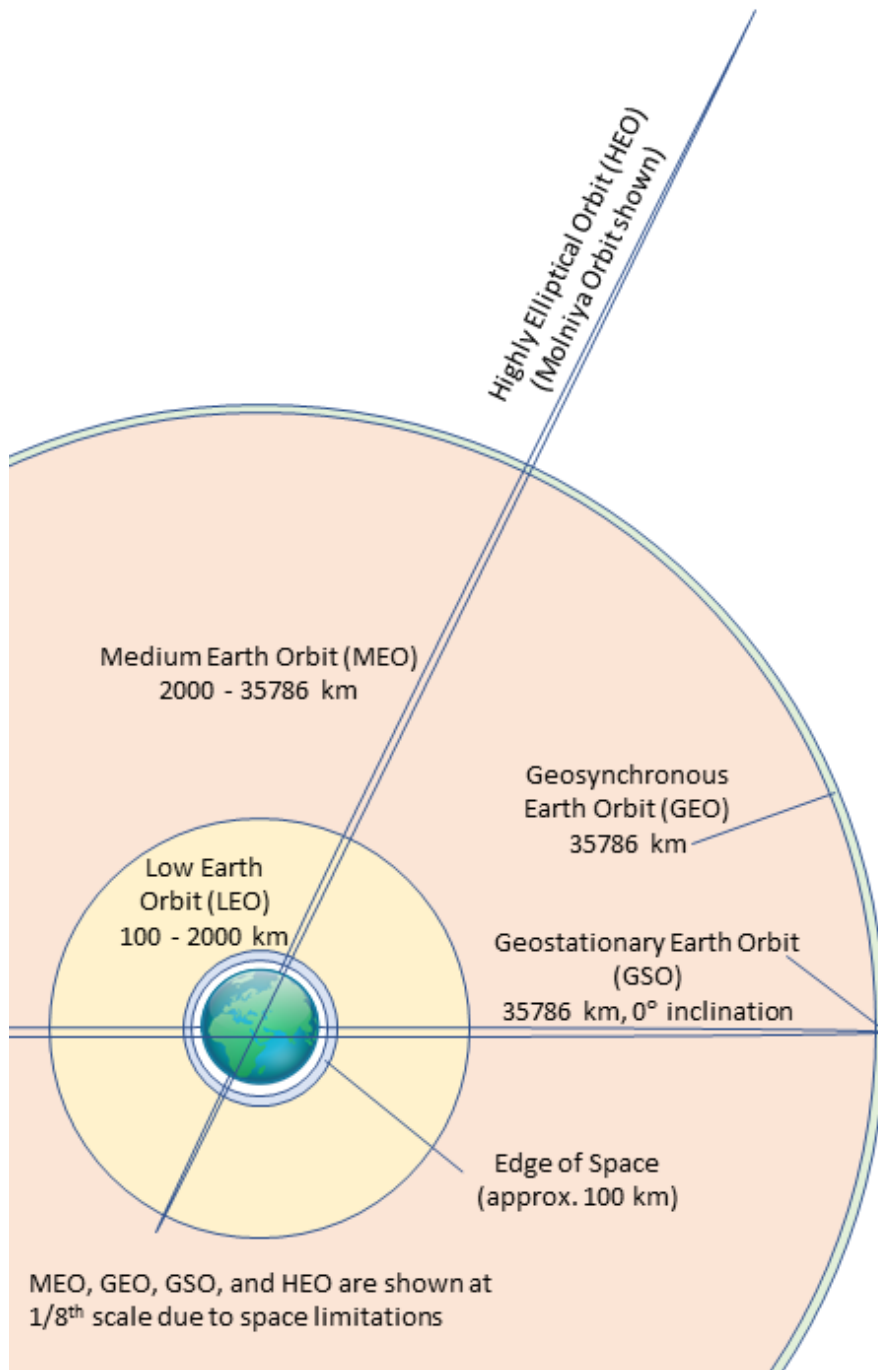 Highly Elliptical Orbit (HEO)
(Molniya Orbit shown)
Medium Earth Orbit (MEO)
2000 - 35786 km
Geosynchronous
Earth Orbit (GEO)
35786 km
Low Earth
Orbit (LEO)
100 - 2000 km
Geostationary Earth Orbit
(GSO)
35786 km, 0° inclination
Edge of Space
(approx. 100 km)
MEO, GEO, GSO, and HEO are shown at
1/8th scale due to space limitations